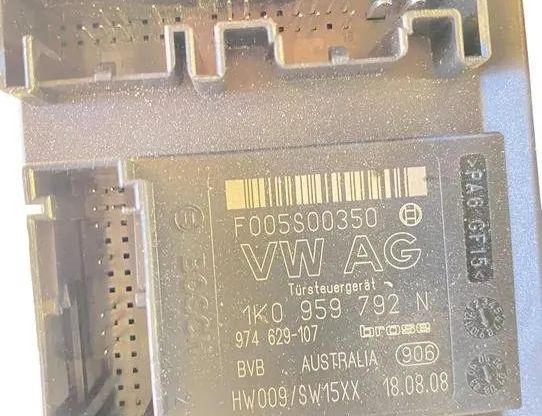 F005S00350
VW AG
Türsteuergerät
1K0 959 792 N
974 629-107 brose
BVB AUSTRALIA 906
HW009/SW15XX 18.08.08
>PA6 GF15<
BOSCH